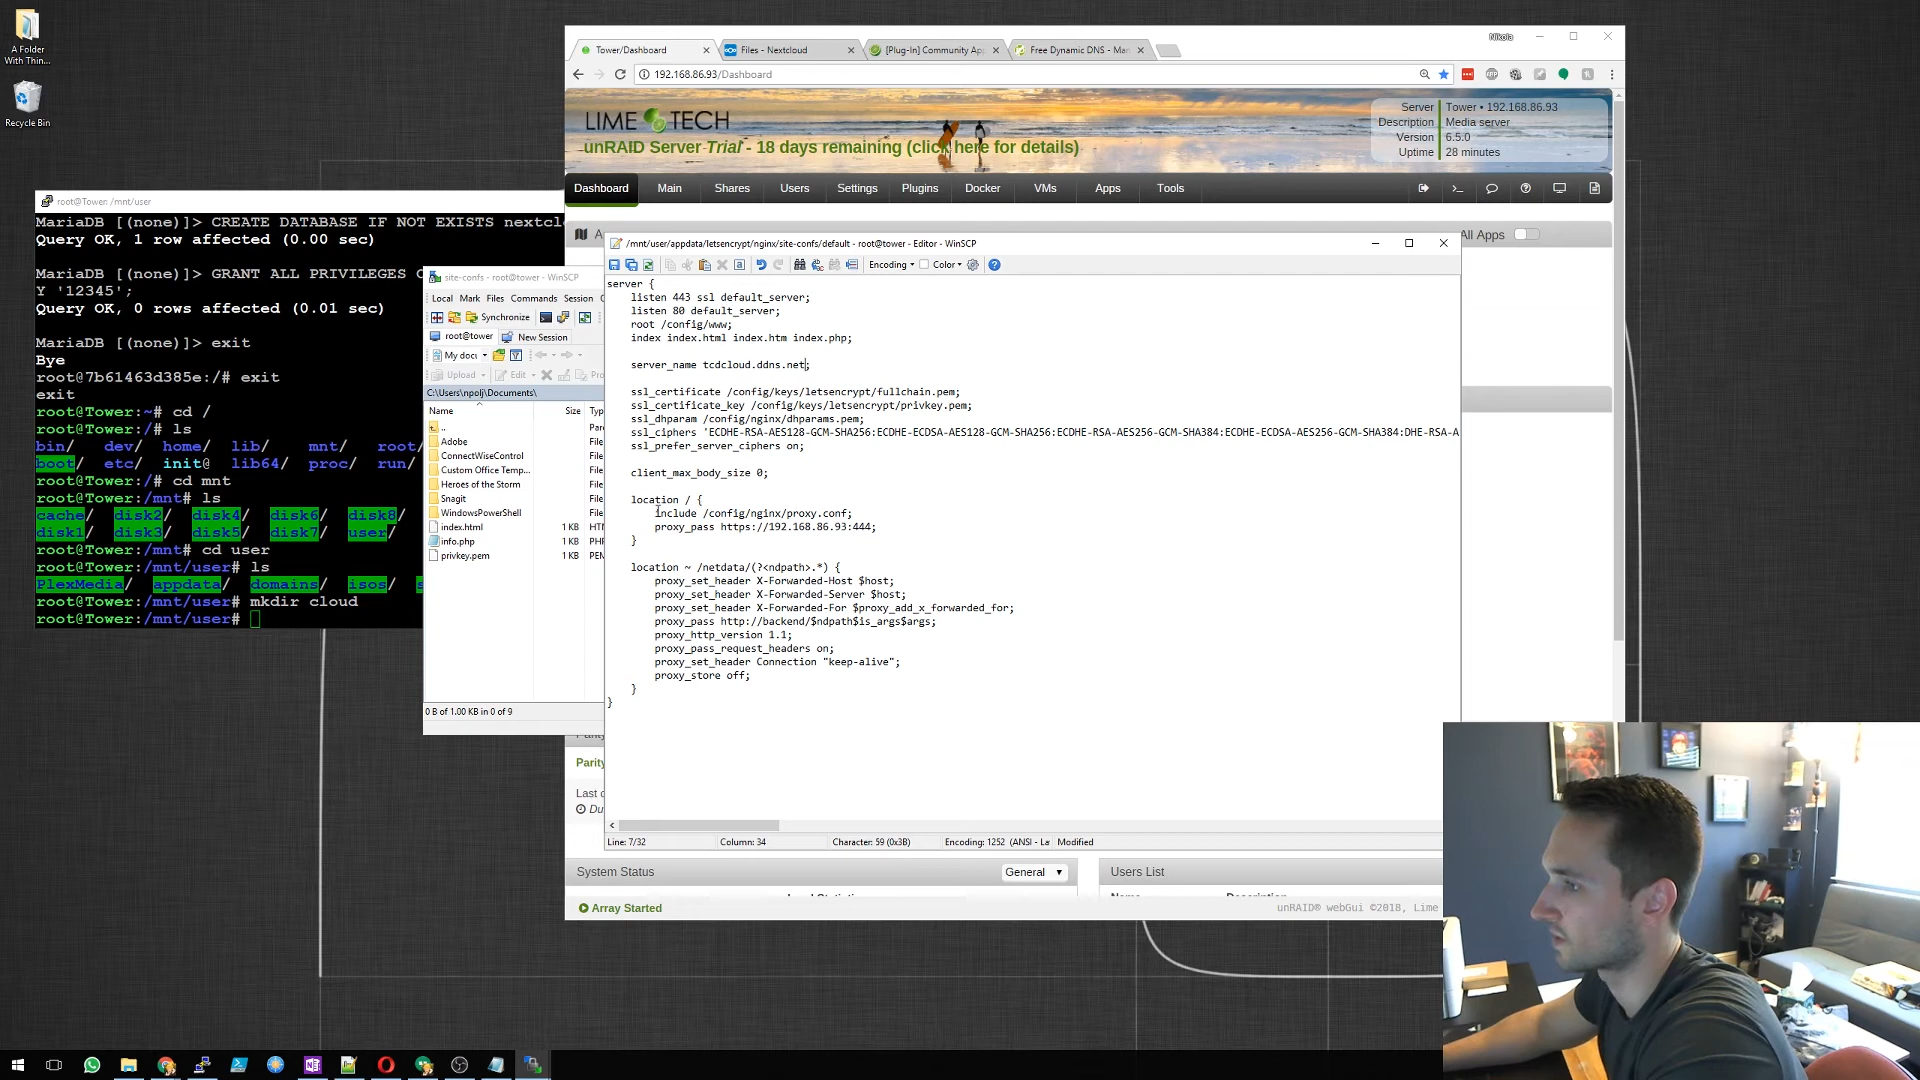 A Folder
With Thin...
Recycle Bin
Nikola
Tower/Dashboard
Files - Nextcloud
[Plug-In] Community App
Free Dynamic DNS - Man
192.168.86.93/Dashboard
LIME TECH
unRAID Server Trial - 18 days remaining (click here for details)
Server Tower • 192.168.86.93
Description Media server
Version 6.5.0
Uptime 28 minutes
Dashboard
Main
Shares
Users
Settings
Plugins
Docker
VMs
Apps
Tools
All Apps
root@Tower: /mnt/user
MariaDB [(none)]> CREATE DATABASE IF NOT EXISTS nextcl
Query OK, 1 row affected (0.00 sec)
MariaDB [(none)]> GRANT ALL PRIVILEGES
Y '12345';
Query OK, 0 rows affected (0.01 sec)
MariaDB [(none)]> exit
Bye
root@7b61463d385e:/# exit
exit
root@Tower:~# cd /
root@Tower:/# ls
bin/ dev/ home/ lib/ mnt/ root/
boot/ etc/ init@ lib64/ proc/ run/
root@Tower:/# cd mnt
root@Tower:/mnt# ls
cache/ disk2/ disk4/ disk6/ disk8/
disk1/ disk3/ disk5/ disk7/ user/
root@Tower:/mnt# cd user
root@Tower:/mnt/user# ls
PlexMedia/ appdata/ domains/ isos/
root@Tower:/mnt/user# mkdir cloud
root@Tower:/mnt/user#
site-confs - root@tower - WinSCP
Local Mark Files Commands Session
Synchronize
root@tower New Session
My doc
Upload Edit
C:\Users\npolj\Documents\
Name Size Typ
.. Par
Adobe File
ConnectWiseControl File
Custom Office Temp... File
Heroes of the Storm File
Snagit File
WindowsPowerShell File
index.html 1 KB HT
info.php 1 KB
privkey.pem 1 KB PE
0 B of 1.00 KB in 0 of 9
/mnt/user/appdata/letsencrypt/nginx/site-confs/default - root@tower - Editor - WinSCP
Encoding
Color
server {
listen 443 ssl default_server;
listen 80 default_server;
root /config/www;
index index.html index.htm index.php;
server_name tcdcloud.ddns.net;
ssl_certificate /config/keys/letsencrypt/fullchain.pem;
ssl_certificate_key /config/keys/letsencrypt/privkey.pem;
ssl_dhparam /config/nginx/dhparams.pem;
ssl_ciphers 'ECDHE-RSA-AES128-GCM-SHA256:ECDHE-ECDSA-AES128-GCM-SHA256:ECDHE-RSA-AES256-GCM-SHA384:ECDHE-ECDSA-AES256-GCM-SHA384:DHE-RSA-A
ssl_prefer_server_ciphers on;
client_max_body_size 0;
location / {
include /config/nginx/proxy.conf;
proxy_pass https://192.168.86.93:444;
}
location ~ /netdata/(?<ndpath>.*) {
proxy_set_header X-Forwarded-Host $host;
proxy_set_header X-Forwarded-Server $host;
proxy_set_header X-Forwarded-For $proxy_add_x_forwarded_for;
proxy_pass http://backend/$ndpath$is_args$args;
proxy_http_version 1.1;
proxy_pass_request_headers on;
proxy_set_header Connection "keep-alive";
proxy_store off;
}
}
Line: 7/32 Column: 34 Character: 59 (0x3B) Encoding: 1252 (ANSI - La Modified
Parity
Last c
Du
System Status
General
Users List
Array Started
unRAID® webGui ©2018, Lime